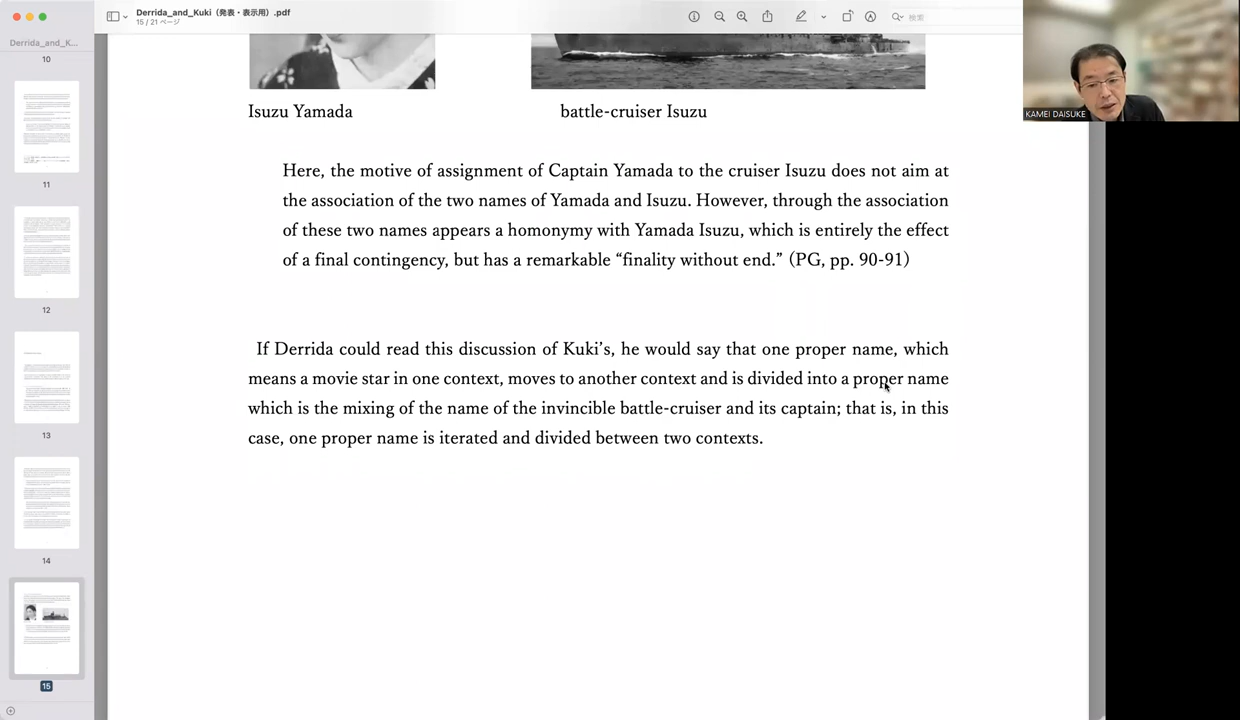 Derrida_and_Kuki（発表・表示用）.pdf
15 / 21 ページ
検索
Derrida_and_K...
10
11
12
13
14
15
KAMEI DAISUKE
Isuzu Yamada
battle-cruiser Isuzu
Here, the motive of assignment of Captain Yamada to the cruiser Isuzu does not aim at
the association of the two names of Yamada and Isuzu. However, through the association
of these two names appears a homonymy with Yamada Isuzu, which is entirely the effect
of a final contingency, but has a remarkable “finality without end.” (PG, pp. 90-91)
If Derrida could read this discussion of Kuki’s, he would say that one proper name, which
means a movie star in one context, moves to another context and is divided into a proper name
which is the mixing of the name of the invincible battle-cruiser and its captain; that is, in this
case, one proper name is iterated and divided between two contexts.